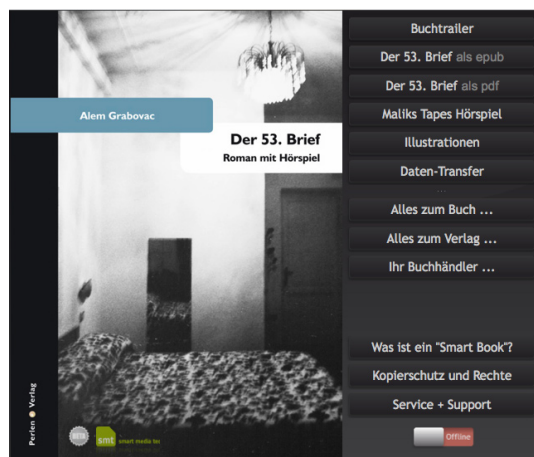 Alem Grabovac
Der 53. Brief
Roman mit Hörspiel
Perlen Verlag
BETA
smt smart media tec
Buchtrailer
Der 53. Brief als epub
Der 53. Brief als pdf
Maliks Tapes Hörspiel
Illustrationen
Daten-Transfer
...
Alles zum Buch ...
Alles zum Verlag ...
Ihr Buchhändler ...
Was ist ein "Smart Book"?
Kopierschutz und Rechte
Service + Support
Offline